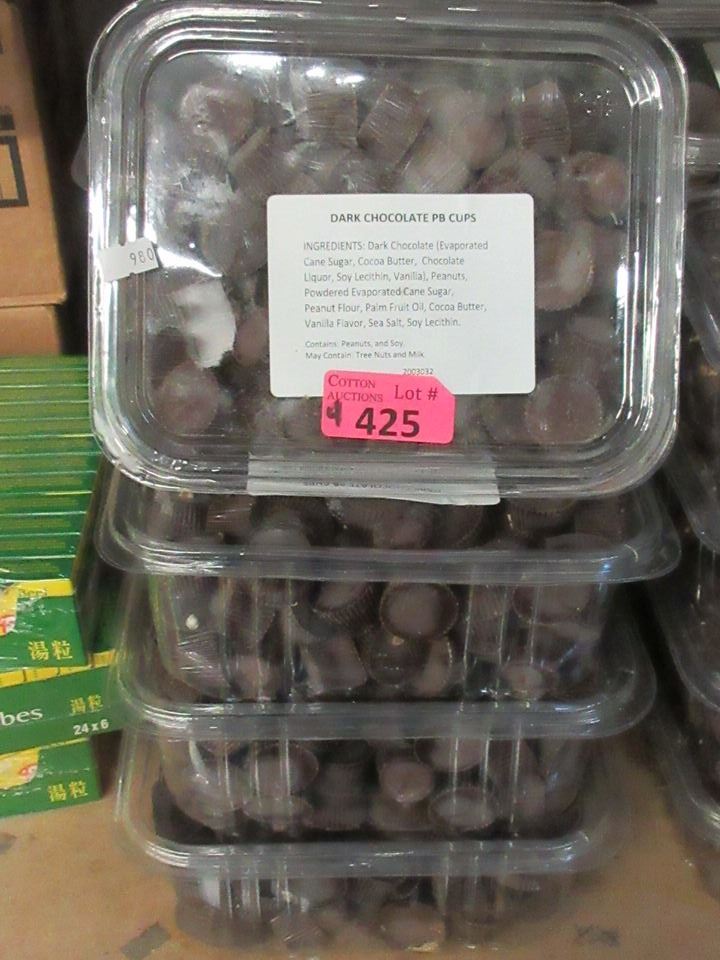 DARK CHOCOLATE PB CUPS
INGREDIENTS: Dark Chocolate (Evaporated
Cane Sugar, Cocoa Butter, Chocolate
Liquor, Soy Lecithin, Vanilla), Peanuts,
Powdered Evaporated Cane Sugar,
Peanut Flour, Palm Fruit Oil, Cocoa Butter,
Vanilla Flavor, Sea Salt, Soy Lecithin.
Contains: Peanuts, and Soy.
May Contain: Tree Nuts and Milk.
2003032
980
COTTON
AUCTIONS Lot #
4 425
湯粒
bes 湯粒
24 x 6
湯粒